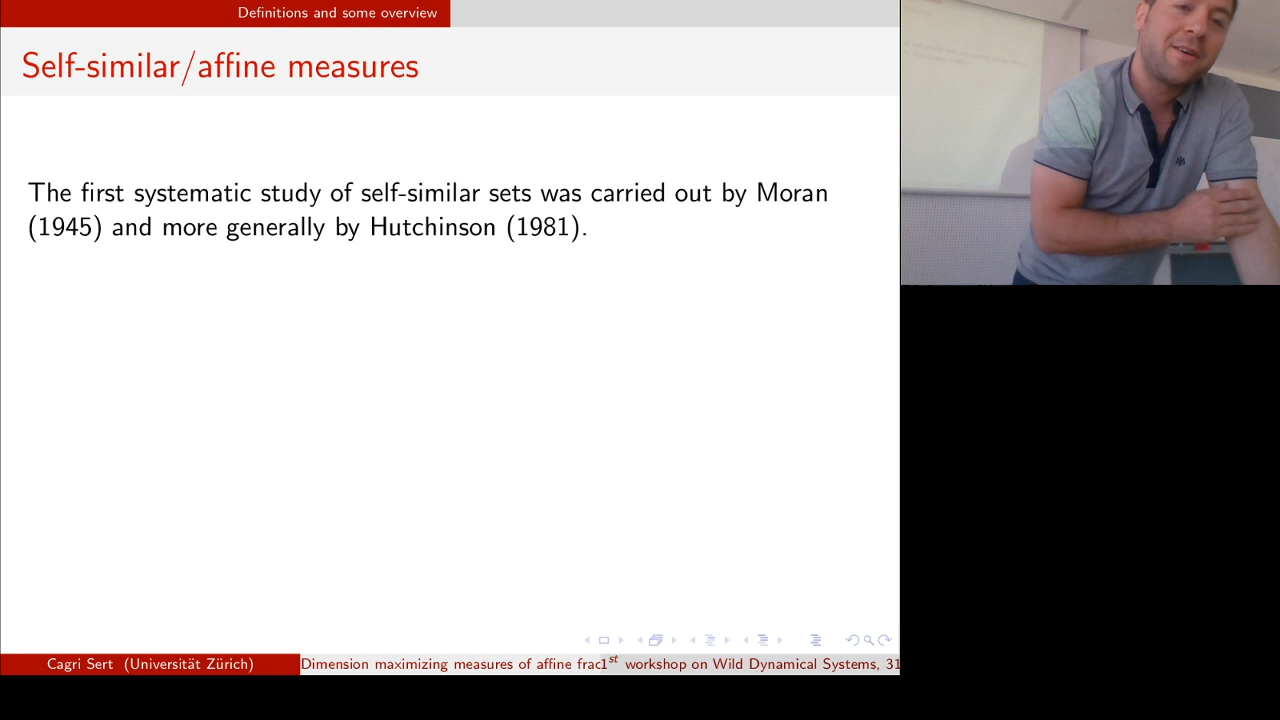 Definitions and some overview
Self-similar/affine measures
The first systematic study of self-similar sets was carried out by Moran
(1945) and more generally by Hutchinson (1981).
Cagri Sert (Universität Zürich)
Dimension maximizing measures of affine frac
1st workshop on Wild Dynamical Systems, 31